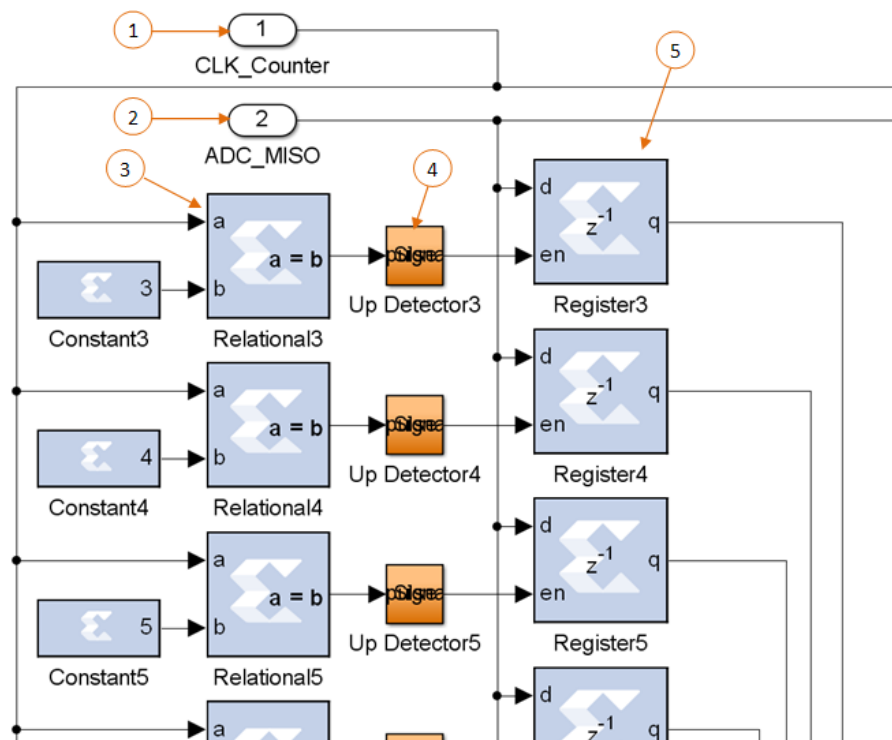 1
1
CLK_Counter
5
2
2
ADC_MISO
3
4
a
a = b
b
3
Constant3
Relational3
Up Detector3
d
z-1
q
en
Register3
a
a = b
b
4
Constant4
Relational4
Up Detector4
d
z-1
q
en
Register4
a
a = b
b
5
Constant5
Relational5
Up Detector5
d
z-1
q
en
Register5
a
d
z-1
q